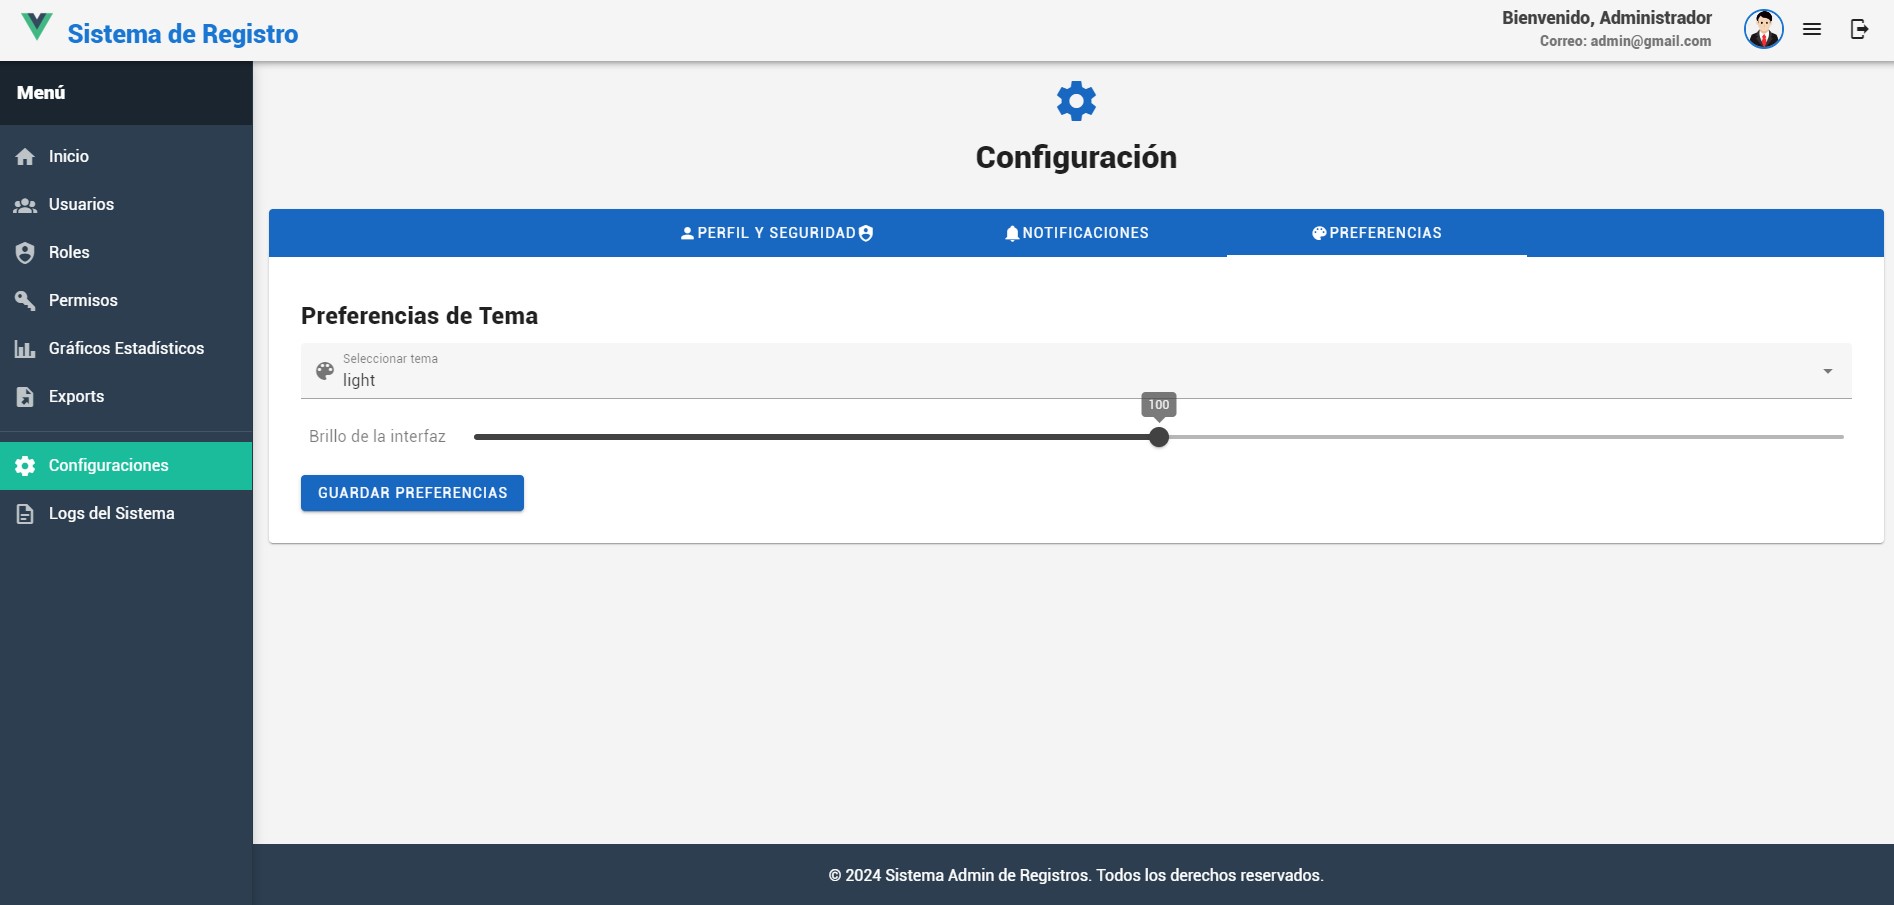 Sistema de Registro
Bienvenido, Administrador
Correo: admin@gmail.com
Menú
Inicio
Usuarios
Roles
Permisos
Gráficos Estadísticos
Exports
Configuraciones
Logs del Sistema
Configuración
PERFIL Y SEGURIDAD
NOTIFICACIONES
PREFERENCIAS
Preferencias de Tema
Seleccionar tema
light
100
Brillo de la interfaz
GUARDAR PREFERENCIAS
© 2024 Sistema Admin de Registros. Todos los derechos reservados.